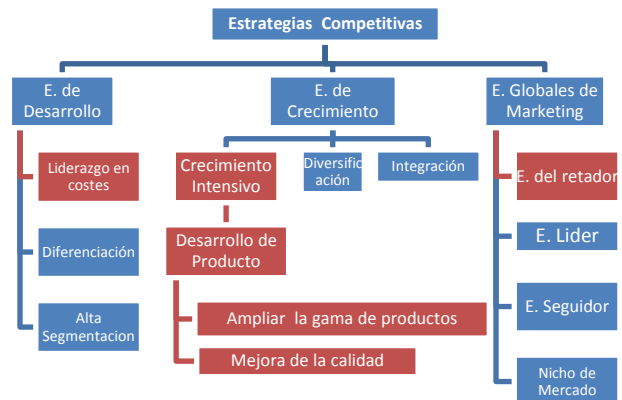 Estrategias Competitivas
E. de
Desarrollo
E. de
Crecimiento
E. Globales de
Marketing
Liderazgo en
costes
Crecimiento
Intensivo
Diversific
ación
Integración
E. del retador
Diferenciación
Desarrollo de
Producto
E. Lider
Alta
Segmentacion
Ampliar la gama de productos
E. Seguidor
Mejora de la calidad
Nicho de
Mercado